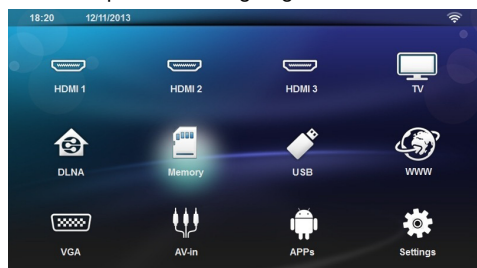 18:20 12/11/2013
HDMI 1 HDMI 2 HDMI 3 TV
DLNA Memory USB WWW
VGA AV-in APPs Settings